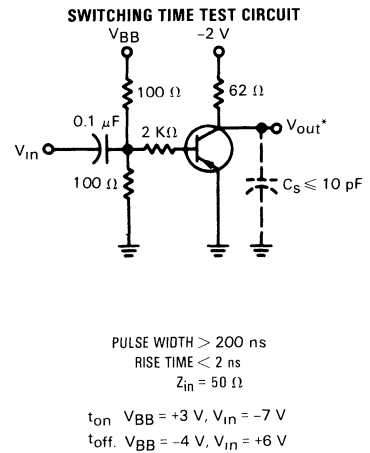 SWITCHING TIME TEST CIRCUIT
VBB
-2 V
100 Ω
62 Ω
0.1 μF
2 KΩ
Vout*
Vin
100 Ω
Cs ≤ 10 pF
PULSE WIDTH > 200 ns
RISE TIME < 2 ns
Zin = 50 Ω
ton VBB = +3 V, Vin = -7 V
toff. VBB = -4 V, Vin = +6 V